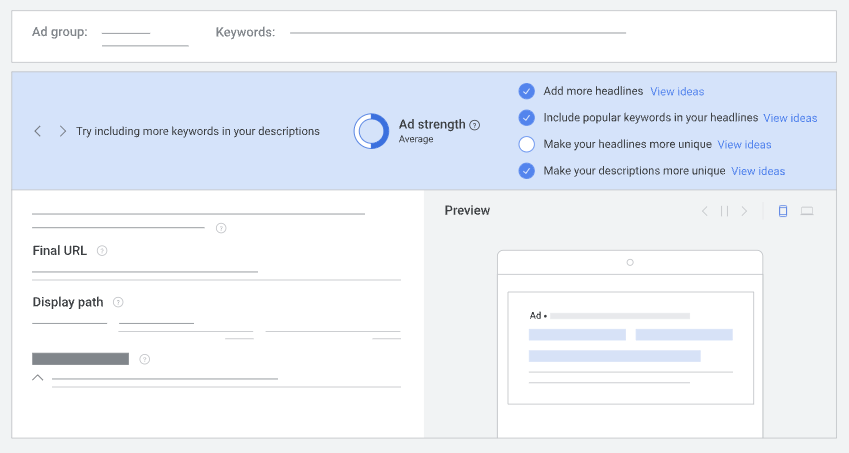 Ad group:
Keywords:
Try including more keywords in your descriptions
Ad strength ?
Average
Add more headlines View ideas
Include popular keywords in your headlines View ideas
Make your headlines more unique View ideas
Make your descriptions more unique View ideas
?
Final URL ?
Display path ?
?
Preview
Ad •